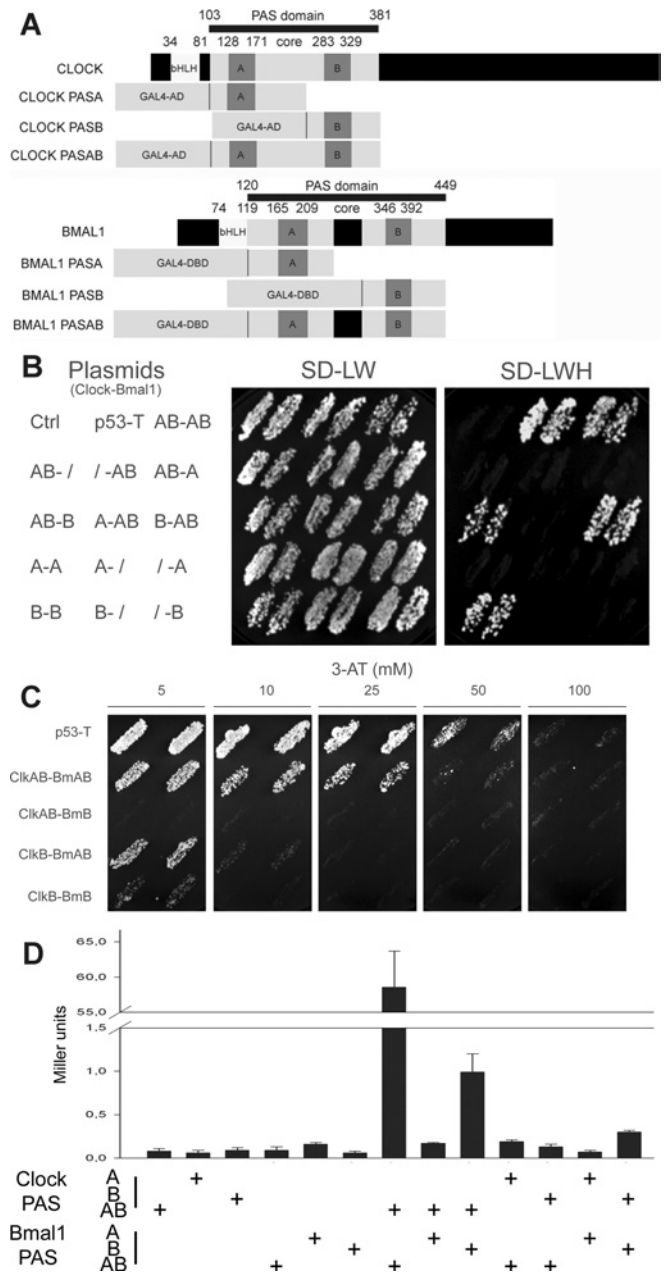 A
103 PAS domain 381
34 81 128 171 core 283 329
CLOCK bHLH A B
CLOCK PASA GAL4-AD A
CLOCK PASB GAL4-AD B
CLOCK PASAB GAL4-AD A B
120 PAS domain 449
74 119 165 209 core 346 392
BMAL1 bHLH A B
BMAL1 PASA GAL4-DBD A
BMAL1 PASB GAL4-DBD B
BMAL1 PASAB GAL4-DBD A B
B Plasmids SD-LW SD-LWH
(Clock-Bmal1)
Ctrl p53-T AB-AB
AB- / / -AB AB-A
AB-B A-AB B-AB
A-A A- / / -A
B-B B- / / -B
3-AT (mM)
C 5 10 25 50 100
p53-T
ClkAB-BmAB
ClkAB-BmB
ClkB-BmAB
ClkB-BmB
D
65,0
60,0
55,0
1,5
1,0
0,5
0,0
Miller units
Clock PAS
A + + +
B + + +
AB + + + +
Bmal1 PAS
A + + +
B + + +
AB + + + +